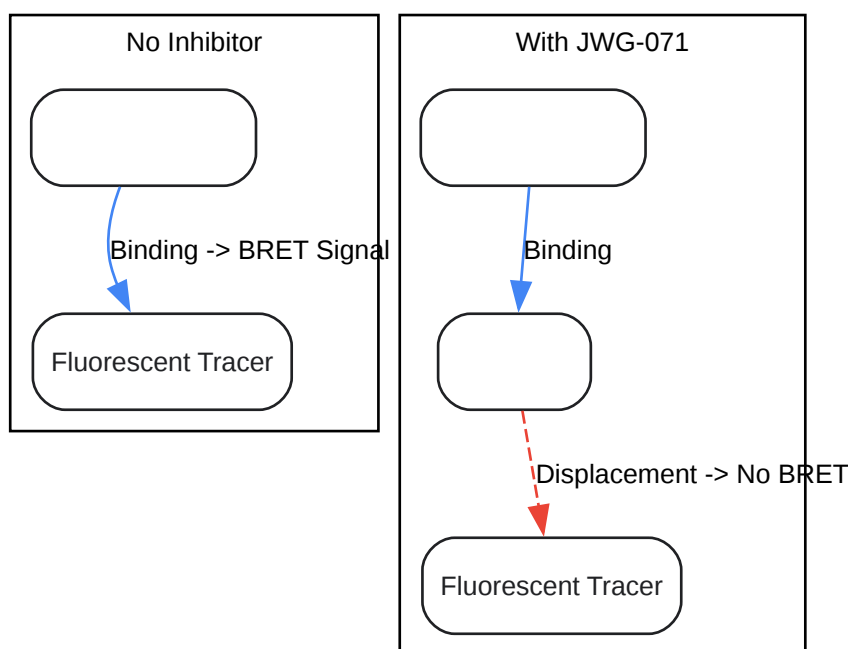 No Inhibitor
Binding -> BRET Signal
Fluorescent Tracer
With JWG-071
Binding
Displacement -> No BRET
Fluorescent Tracer